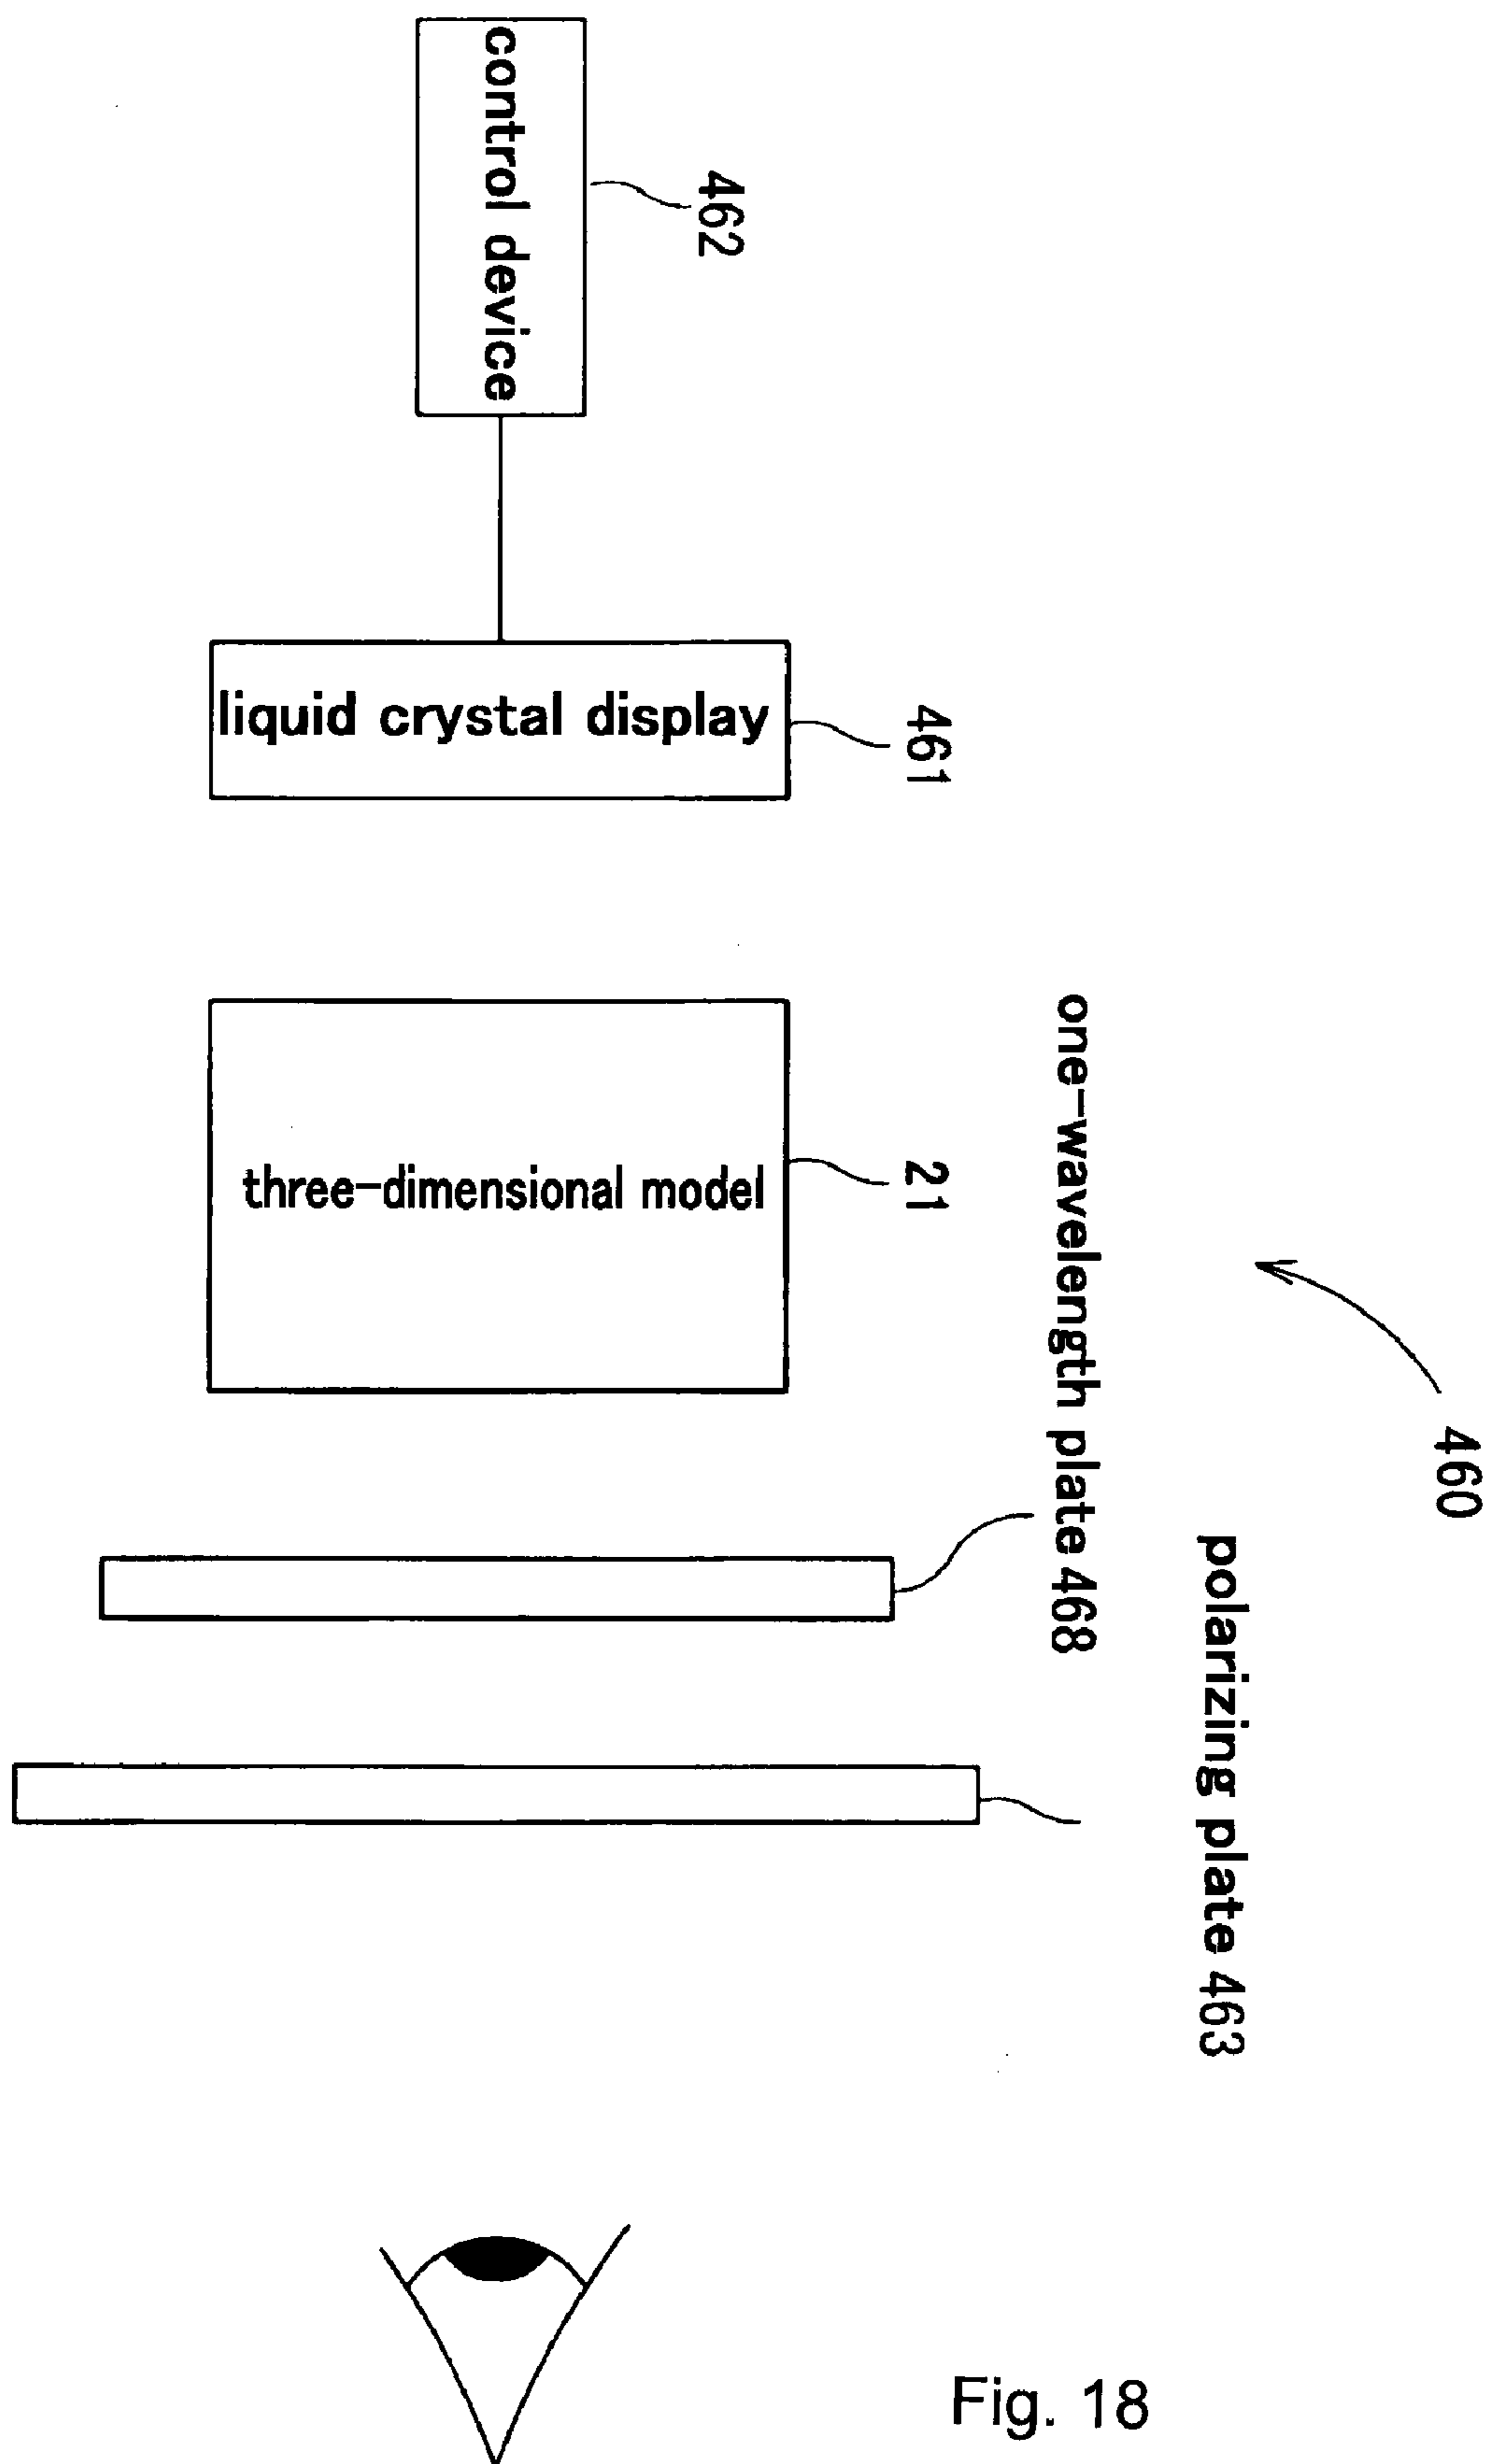 control device
462
liquid crystal display
461
three-dimensional model
21
one-wavelength plate 468
460
polarizing plate 463
Fig. 18